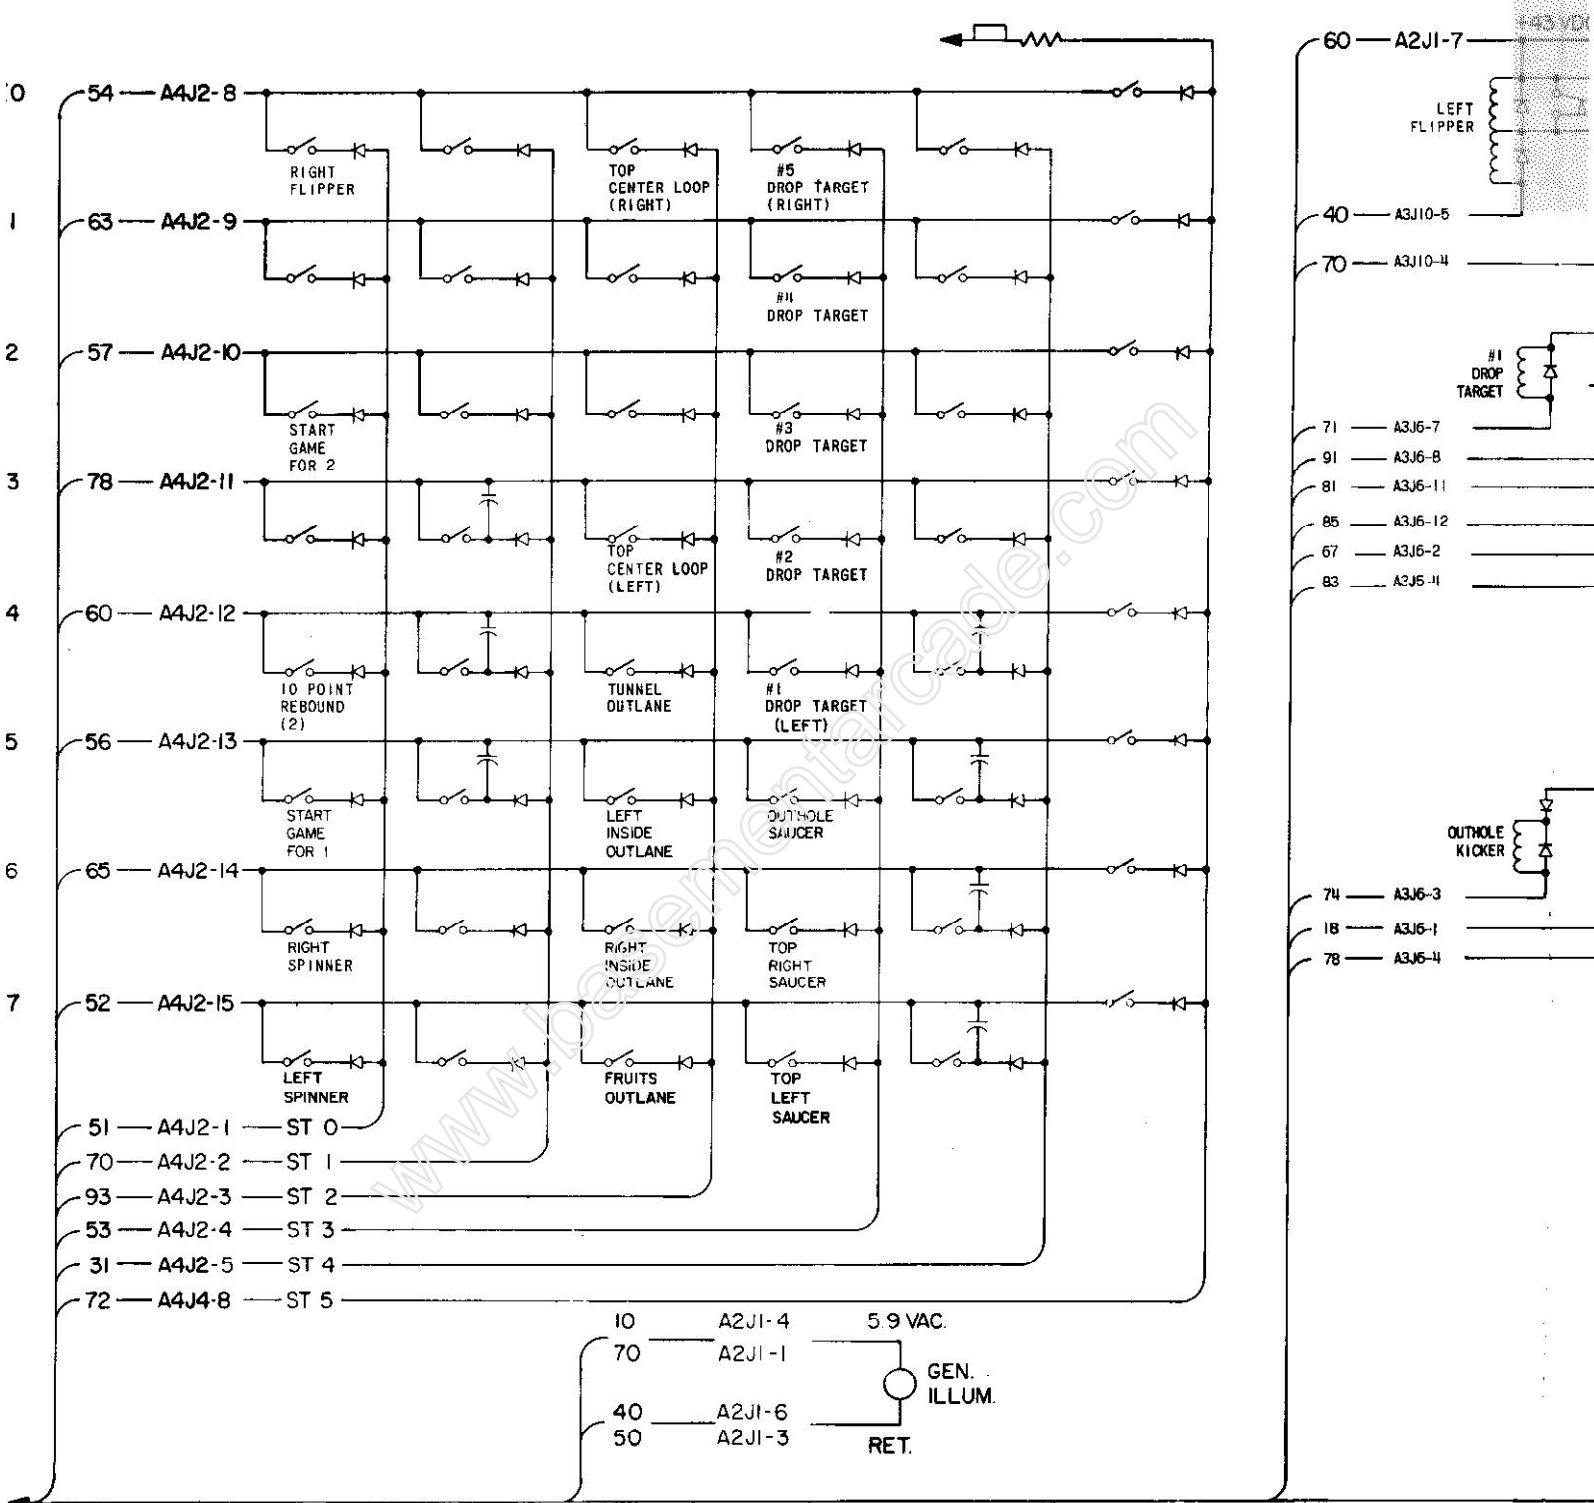 +43 VD
60 A2J1-7
:0 54 A4J2-8
LEFT
FLIPPER
RIGHT
FLIPPER
TOP
CENTER LOOP
(RIGHT)
#5
DROP TARGET
(RIGHT)
1 63 A4J2-9
40 A3J10-5
70 A3J10-4
#4
DROP TARGET
2 57 A4J2-10
#1
DROP
TARGET
START
GAME
FOR 2
#3
DROP TARGET
71 A3J6-7
91 A3J6-8
3 78 A4J2-11
81 A3J6-11
85 A3J6-12
67 A3J6-2
TOP
CENTER LOOP
(LEFT)
#2
DROP TARGET
83 A3J5-11
4 60 A4J2-12
10 POINT
REBOUND
(2)
TUNNEL
OUTLANE
#1
DROP TARGET
(LEFT)
5 56 A4J2-13
START
GAME
FOR 1
LEFT
INSIDE
OUTLANE
OUTHOLE
SAUCER
OUTHOLE
KICKER
6 65 A4J2-14
74 A3J6-3
18 A3J6-1
78 A3J6-4
RIGHT
SPINNER
RIGHT
INSIDE
OUTLANE
TOP
RIGHT
SAUCER
7 52 A4J2-15
LEFT
SPINNER
FRUITS
OUTLANE
TOP
LEFT
SAUCER
51 A4J2-1 ST 0
70 A4J2-2 ST 1
93 A4J2-3 ST 2
53 A4J2-4 ST 3
31 A4J2-5 ST 4
72 A4J4-8 ST 5
10 A2J1-4 5.9 VAC.
70 A2J1-1
GEN.
ILLUM.
40 A2J1-6
50 A2J1-3 RET.
www.basementarcade.com